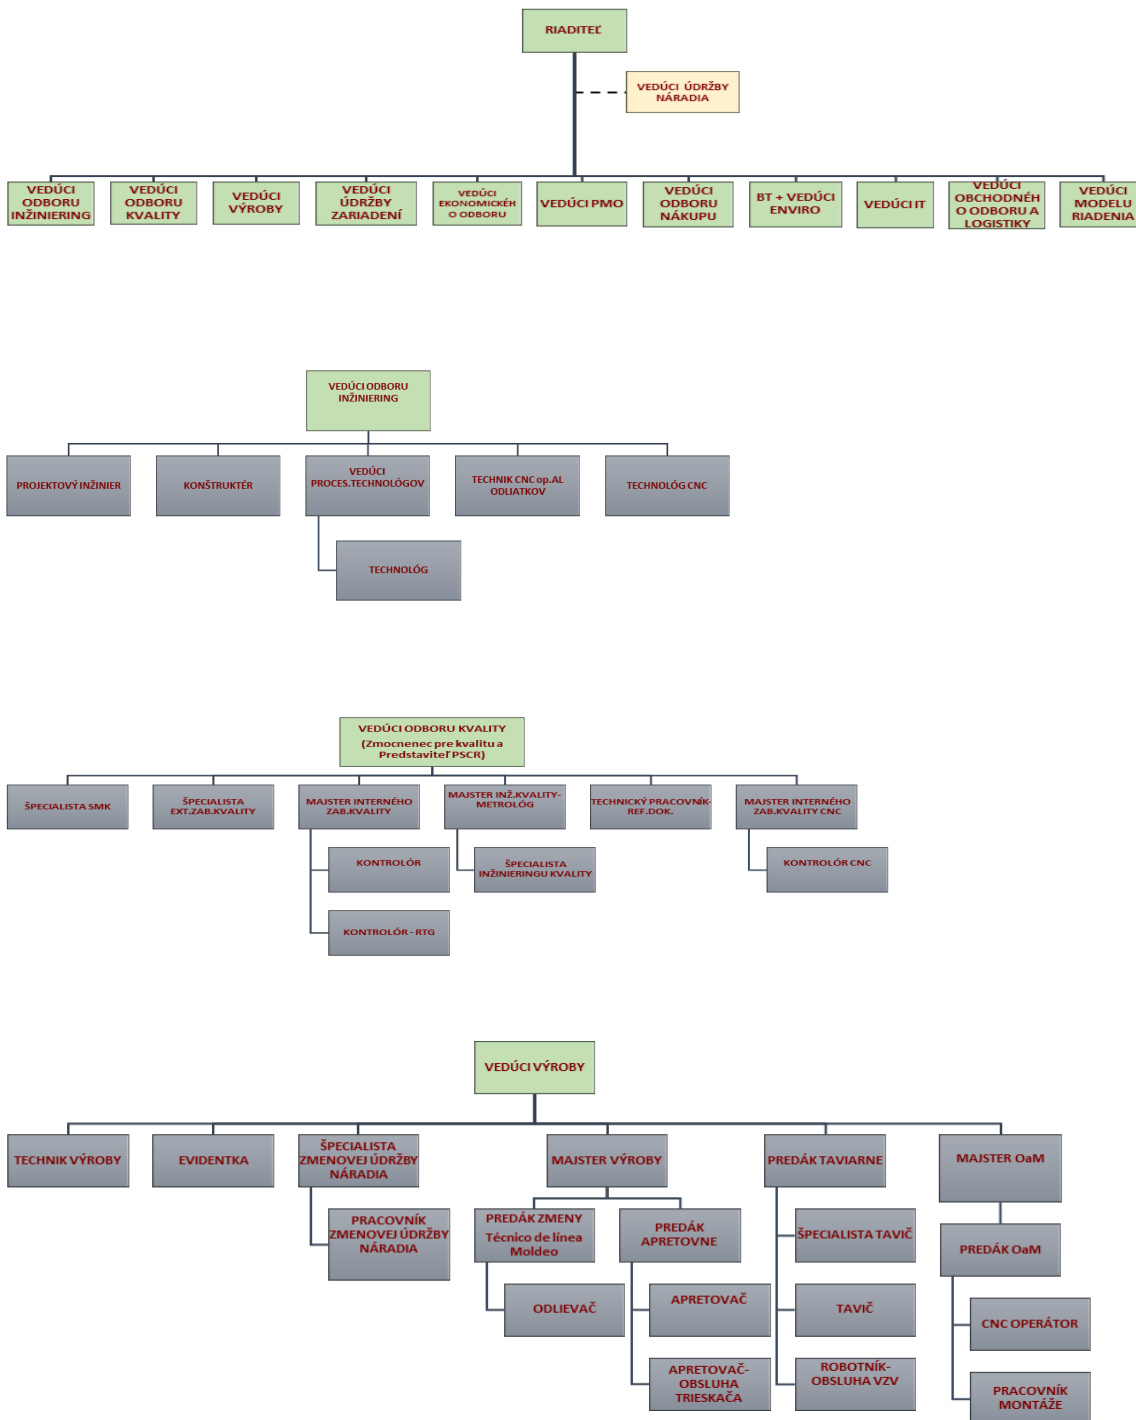 RIADITEĽ
VEDÚCI ÚDRŽBY
NÁRADIA
VEDÚCI
ODBORU
INŽINIERING
VEDÚCI
ODBORU
KVALITY
VEDÚCI
VÝROBY
VEDÚCI
ÚDRŽBY
ZARIADENÍ
VEDÚCI
EKONOMICKÉH
O ODBORU
VEDÚCI PMO
VEDÚCI
ODBORU
NÁKUPU
BT + VEDÚCI
ENVIRO
VEDÚCI IT
VEDÚCI
OBCHODNÉH
O ODBORU A
LOGISTIKY
VEDÚCI
MODELU
RIADENIA
VEDÚCI ODBORU
INŽINIERING
PROJEKTOVÝ INŽINIER
KONŠTRUKTÉR
VEDÚCI
PROCES.TECHNOLÓGOV
TECHNIK CNC op.AL
ODLIATKOV
TECHNOLÓG CNC
TECHNOLÓG
VEDÚCI ODBORU KVALITY
(Zmocnenec pre kvalitu a
Predstaviteľ PSCR)
ŠPECIALISTA SMK
ŠPECIALISTA
EXT.ZAB.KVALITY
MAJSTER INTERNÉHO
ZAB.KVALITY
MAJSTER INŽ.KVALITY-
METROLÓG
TECHNICKÝ PRACOVNÍK-
REF.DOK.
MAJSTER INTERNÉHO
ZAB.KVALITY CNC
KONTROLÓR
ŠPECIALISTA
INŽINIERINGU KVALITY
KONTROLÓR CNC
KONTROLÓR - RTG
VEDÚCI VÝROBY
TECHNIK VÝROBY
EVIDENTKA
ŠPECIALISTA
ZMENOVEJ ÚDRŽBY
NÁRADIA
MAJSTER VÝROBY
PREDÁK TAVIARNE
MAJSTER OaM
PRACOVNÍK
ZMENOVEJ ÚDRŽBY
NÁRADIA
PREDÁK ZMENY
Técnico de línea
Moldeo
PREDÁK
APRETOVNE
ŠPECIALISTA TAVIČ
PREDÁK OaM
ODLIEVAČ
APRETOVAČ
TAVIČ
CNC OPERÁTOR
APRETOVAČ-
OBSLUHA
TRIESKAČA
ROBOTNÍK-
OBSLUHA VZV
PRACOVNÍK
MONTÁŽE